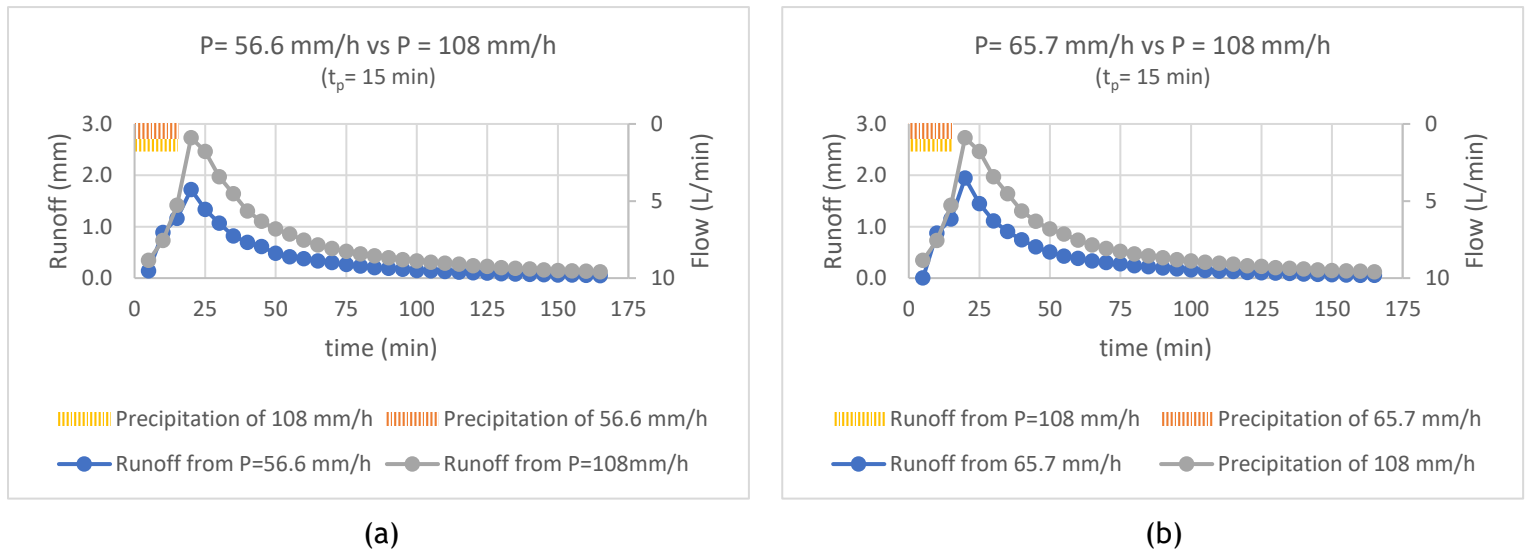 P= 56.6 mm/h vs P = 108 mm/h
(tp= 15 min)
3.0
2.0
1.0
0.0
Runoff (mm)
0
5
10
Flow (L/min)
0 25 50 75 100 125 150 175
time (min)
Precipitation of 108 mm/h Precipitation of 56.6 mm/h
Runoff from P=56.6 mm/h Runoff from P=108mm/h
(a)
P= 65.7 mm/h vs P = 108 mm/h
(tp= 15 min)
3.0
2.0
1.0
0.0
Runoff (mm)
0
5
10
Flow (L/min)
0 25 50 75 100 125 150 175
time (min)
Runoff from P=108 mm/h Precipitation of 65.7 mm/h
Runoff from 65.7 mm/h Precipitation of 108 mm/h
(b)